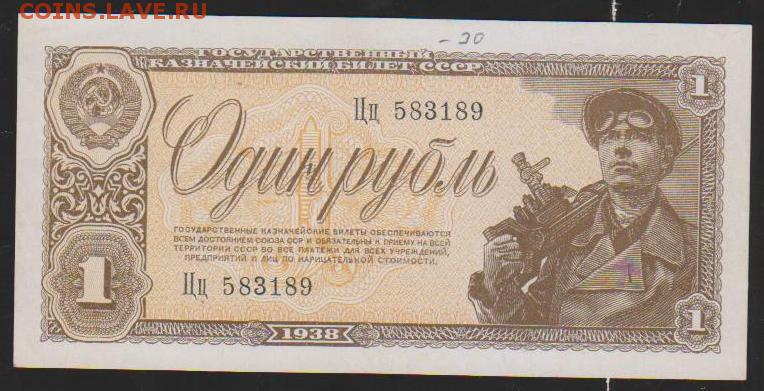 COINS.LAVE.РУ
-30
ГОСУДАРСТВЕННЫЙ
КАЗНАЧЕЙСКИЙ БИЛЕТ СССР
1
Цц 583189
Один рубль
ГОСУДАРСТВЕННЫЕ КАЗНАЧЕЙСКИЕ БИЛЕТЫ ОБЕСПЕЧИВАЮТСЯ
ВСЕМ ДОСТОЯНИЕМ СОЮЗА ССР И ОБЯЗАТЕЛЬНЫ К ПРИЕМУ НА ВСЕЙ
ТЕРРИТОРИИ СССР ВО ВСЕ ПЛАТЕЖИ ДЛЯ ВСЕХ УЧРЕЖДЕНИЙ,
ПРЕДПРИЯТИЙ И ЛИЦ ПО НАРИЦАТЕЛЬНОЙ СТОИМОСТИ.
1
Цц 583189
1938
1